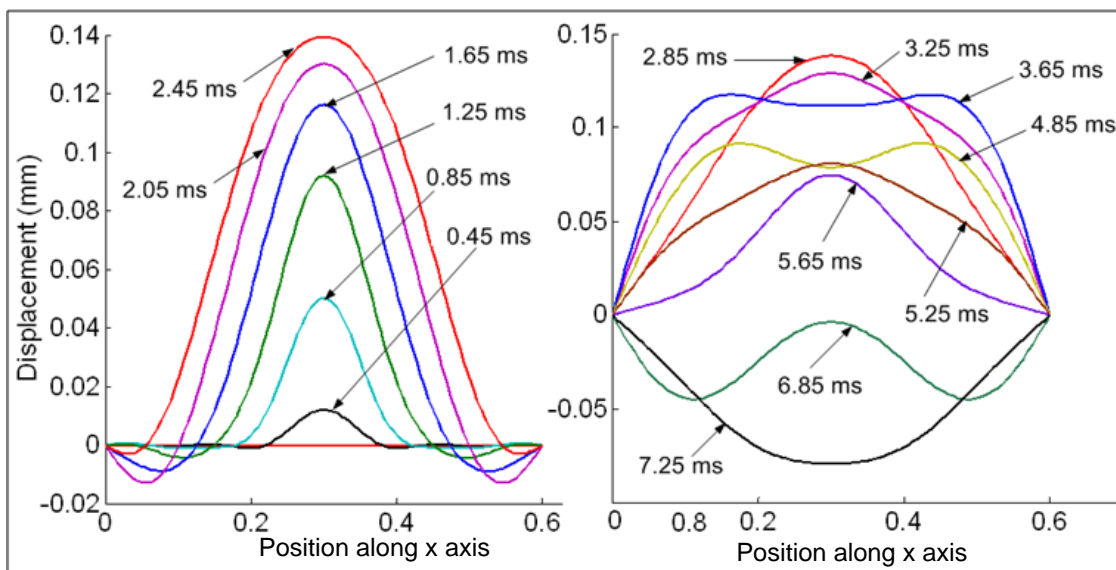 Displacement (mm)
0.14
0.12
0.1
0.08
0.06
0.04
0.02
0
-0.02
0
0.2
0.4
0.6
Position along x axis
2.45 ms
2.05 ms
1.65 ms
1.25 ms
0.85 ms
0.45 ms
0.15
0.1
0.05
0
-0.05
0
0.8
0.2
0.4
0.6
Position along x axis
2.85 ms
3.25 ms
3.65 ms
4.85 ms
5.65 ms
5.25 ms
6.85 ms
7.25 ms